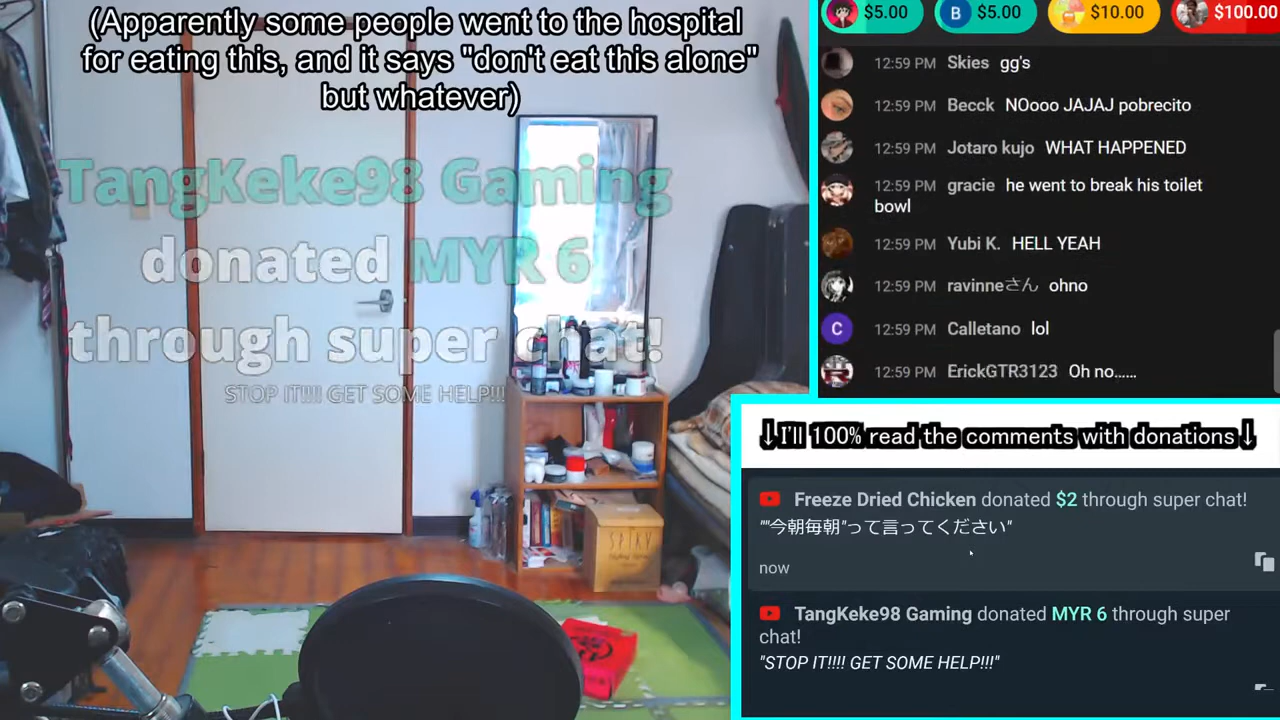 (Apparently some people went to the hospital
for eating this, and it says "don't eat this alone"
but whatever)
TangKeke98 Gaming
donated MYR 6
through super chat!
STOP IT!!!! GET SOME HELP!!!
$5.00
B $5.00
$10.00
$100.00
12:59 PM Skies gg's
12:59 PM Becck NOooo JAJAJ pobrecito
12:59 PM Jotaro kujo WHAT HAPPENED
12:59 PM gracie he went to break his toilet
bowl
12:59 PM Yubi K. HELL YEAH
12:59 PM ravinneさん ohno
C 12:59 PM Calletano lol
12:59 PM ErickGTR3123 Oh no......
↓I'll 100% read the comments with donations↓
Freeze Dried Chicken donated $2 through super chat!
""今朝毎朝"って言ってください"
now
TangKeke98 Gaming donated MYR 6 through super
chat!
"STOP IT!!!! GET SOME HELP!!!"